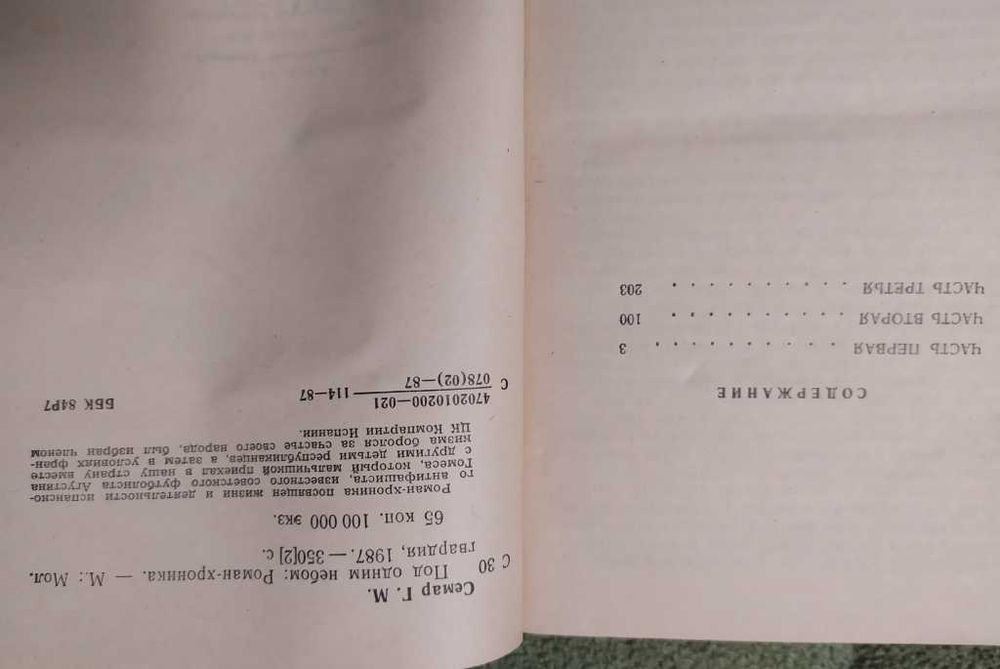 Семар Г. М.
С 30 Под одним небом: Роман-хроника. — М.: Мол.
гвардия, 1987. — 350[2] с.
65 коп. 100 000 экз.
Роман-хроника посвящен жизни и деятельности испанско-
го антифашиста, известного советского футболиста Агустина
Гомеса, который мальчишкой приехал в нашу страну вместе
с другими детьми республиканцев, а затем в условиях фран-
кизма боролся за счастье своего народа, был избран членом
ЦК Компартии Испании.
С 4702010200—021
078(02)—87 114—87 ББК 84Р7
СОДЕРЖАНИЕ
ЧАСТЬ ПЕРВАЯ . . . . . . . . . . 3
ЧАСТЬ ВТОРАЯ . . . . . . . . . . 100
ЧАСТЬ ТРЕТЬЯ . . . . . . . . . . 203